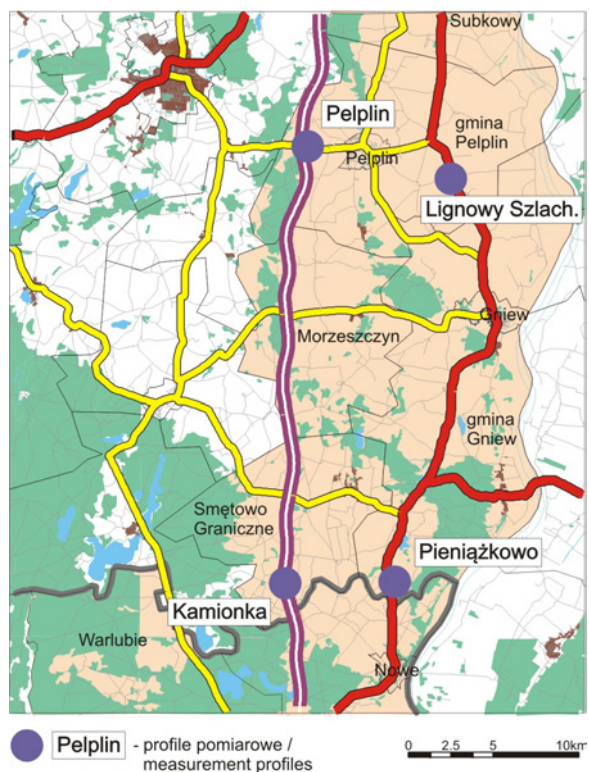 Subkowy
Pelplin
gmina
Pelplin
Pelplin
Lignowy Szlach.
Gniew
Morzeszczyn
gmina
Gniew
Smętowo
Graniczne
Pieniążkowo
Kamionka
Warlubie
Nowe
Pelplin - profile pomiarowe /
measurement profiles
0 2.5 5 10km